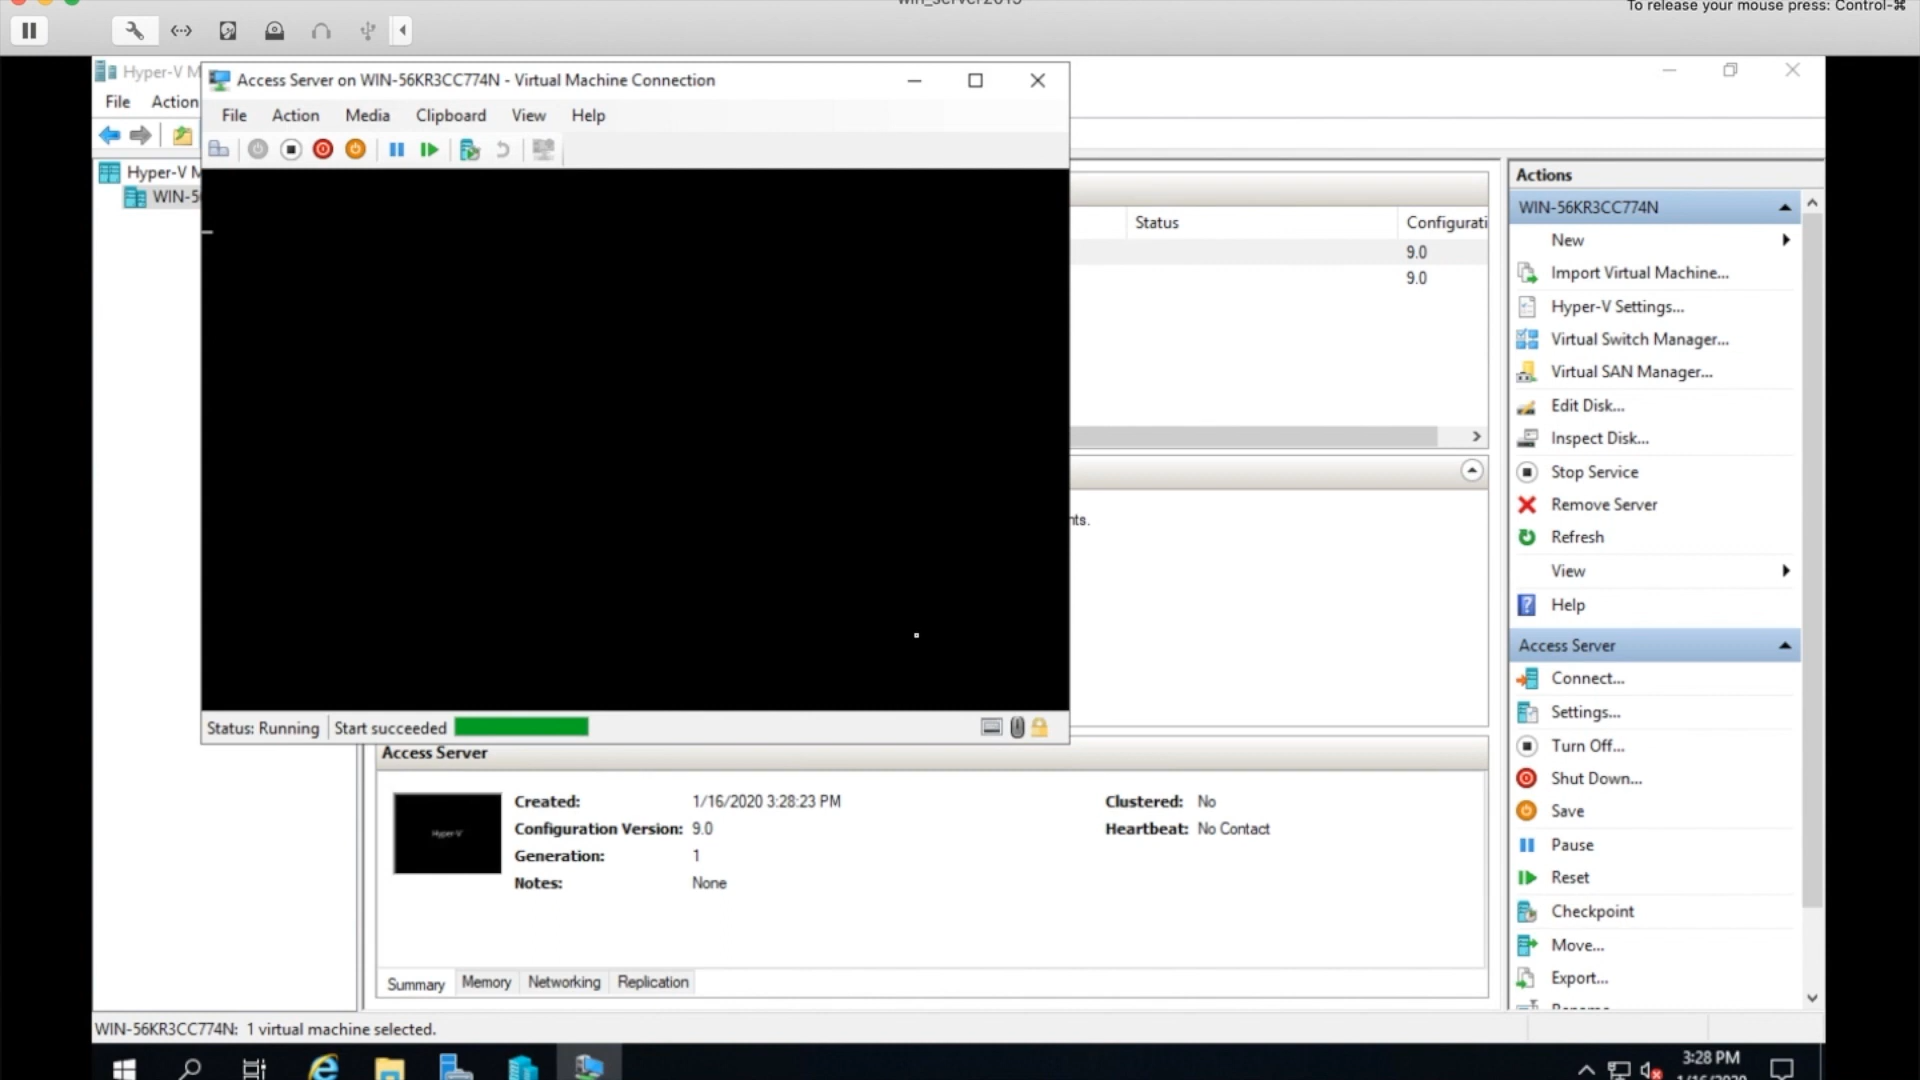 win_server2019
To release your mouse press: Control-⌘
Hyper-V M
Access Server on WIN-56KR3CC774N - Virtual Machine Connection
File Action
File Action Media Clipboard View Help
Hyper-V M
WIN-5
Status Configurati
9.0
9.0
nts.
Actions
WIN-56KR3CC774N
New
Import Virtual Machine...
Hyper-V Settings...
Virtual Switch Manager...
Virtual SAN Manager...
Edit Disk...
Inspect Disk...
Stop Service
Remove Server
Refresh
View
Help
Access Server
Connect...
Settings...
Turn Off...
Shut Down...
Save
Pause
Reset
Checkpoint
Move...
Export...
Status: Running Start succeeded
Access Server
Hyper-V
Created: 1/16/2020 3:28:23 PM Clustered: No
Configuration Version: 9.0 Heartbeat: No Contact
Generation: 1
Notes: None
Summary Memory Networking Replication
WIN-56KR3CC774N: 1 virtual machine selected.
3:28 PM
1/16/2020